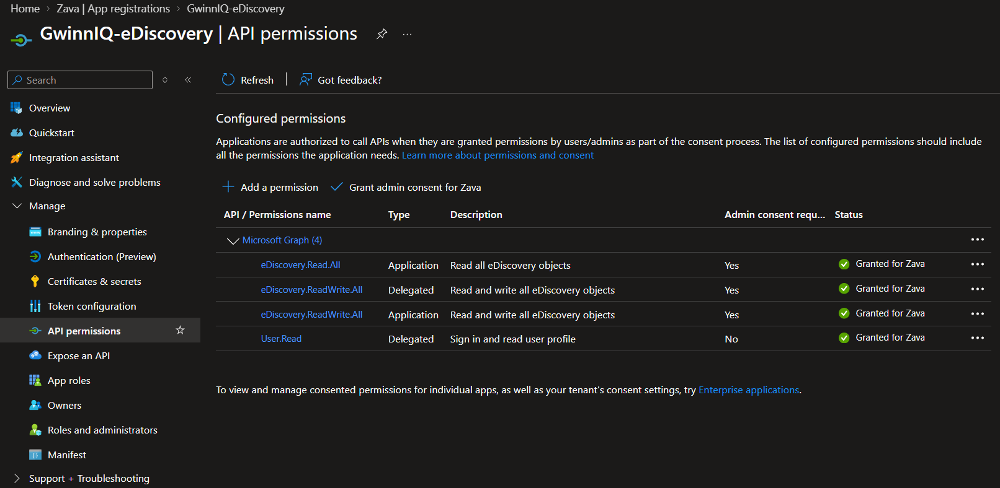 Home > Zava | App registrations > GwinnIQ-eDiscovery
GwinnIQ-eDiscovery | API permissions ...
Search
Refresh | Got feedback?
Overview
Quickstart
Integration assistant
Diagnose and solve problems
Manage
Branding & properties
Authentication (Preview)
Certificates & secrets
Token configuration
API permissions
Expose an API
App roles
Owners
Roles and administrators
Manifest
Support + Troubleshooting
Configured permissions
Applications are authorized to call APIs when they are granted permissions by users/admins as part of the consent process. The list of configured permissions should include
all the permissions the application needs. Learn more about permissions and consent
Add a permission Grant admin consent for Zava
API / Permissions name Type Description Admin consent requ... Status
Microsoft Graph (4) ...
eDiscovery.Read.All Application Read all eDiscovery objects Yes Granted for Zava ...
eDiscovery.ReadWrite.All Delegated Read and write all eDiscovery objects Yes Granted for Zava ...
eDiscovery.ReadWrite.All Application Read and write all eDiscovery objects Yes Granted for Zava ...
User.Read Delegated Sign in and read user profile No Granted for Zava ...
To view and manage consented permissions for individual apps, as well as your tenant's consent settings, try Enterprise applications.